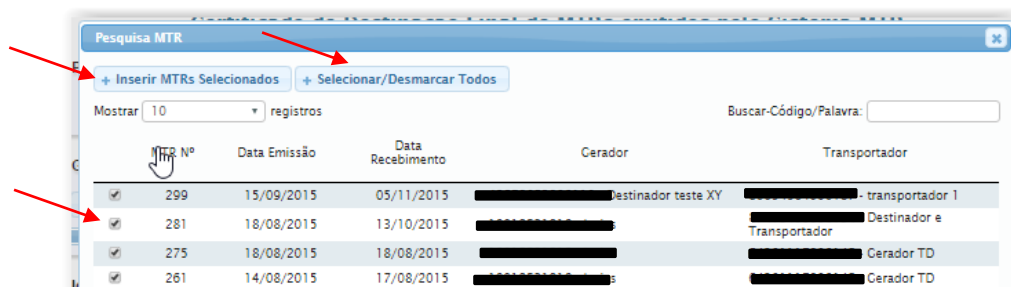 Pesquisa MTR
+ Inserir MTRs Selecionados + Selecionar/Desmarcar Todos
Mostrar 10 registros Buscar-Código/Palavra:
MTR Nº Data Emissão Data Recebimento Gerador Transportador
299 15/09/2015 05/11/2015 Destinador teste XY - transportador 1
281 18/08/2015 13/10/2015 Destinador e
Transportador
275 18/08/2015 18/08/2015 Gerador TD
261 14/08/2015 17/08/2015 Gerador TD